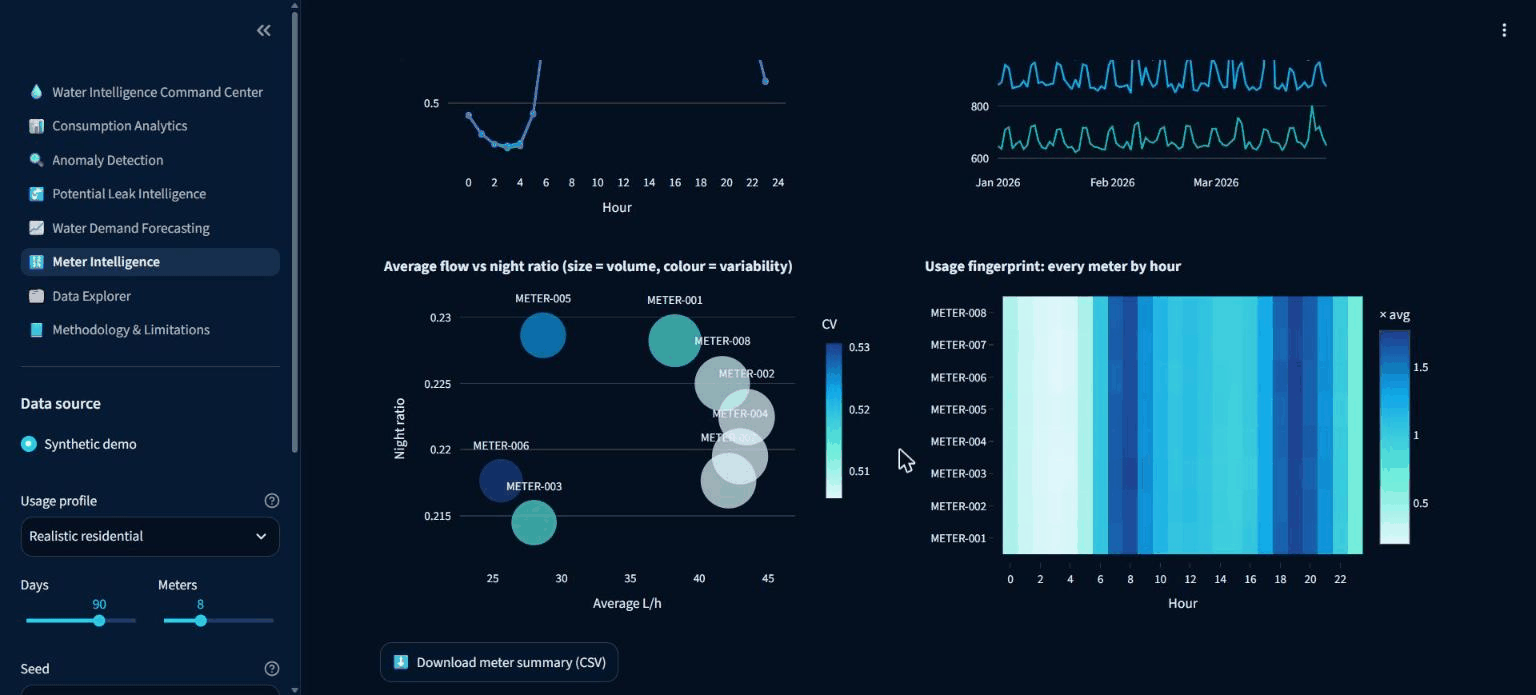 Water Intelligence Command Center
Consumption Analytics
Anomaly Detection
Potential Leak Intelligence
Water Demand Forecasting
Meter Intelligence
Data Explorer
Methodology & Limitations
Data source
Synthetic demo
Usage profile
Realistic residential
Days
Meters
90
8
Seed
0.5
0 2 4 6 8 10 12 14 16 18 20 22 24
Hour
800
600
Jan 2026 Feb 2026 Mar 2026
Average flow vs night ratio (size = volume, colour = variability)
METER-005
METER-001
METER-008
METER-002
METER-004
METER-006
METER-003
0.23
0.225
0.22
0.215
Night ratio
25 30 35 40 45
Average L/h
CV
0.53
0.52
0.51
Usage fingerprint: every meter by hour
METER-008
METER-007
METER-006
METER-005
METER-004
METER-003
METER-002
METER-001
0 2 4 6 8 10 12 14 16 18 20 22
Hour
× avg
1.5
1
0.5
Download meter summary (CSV)